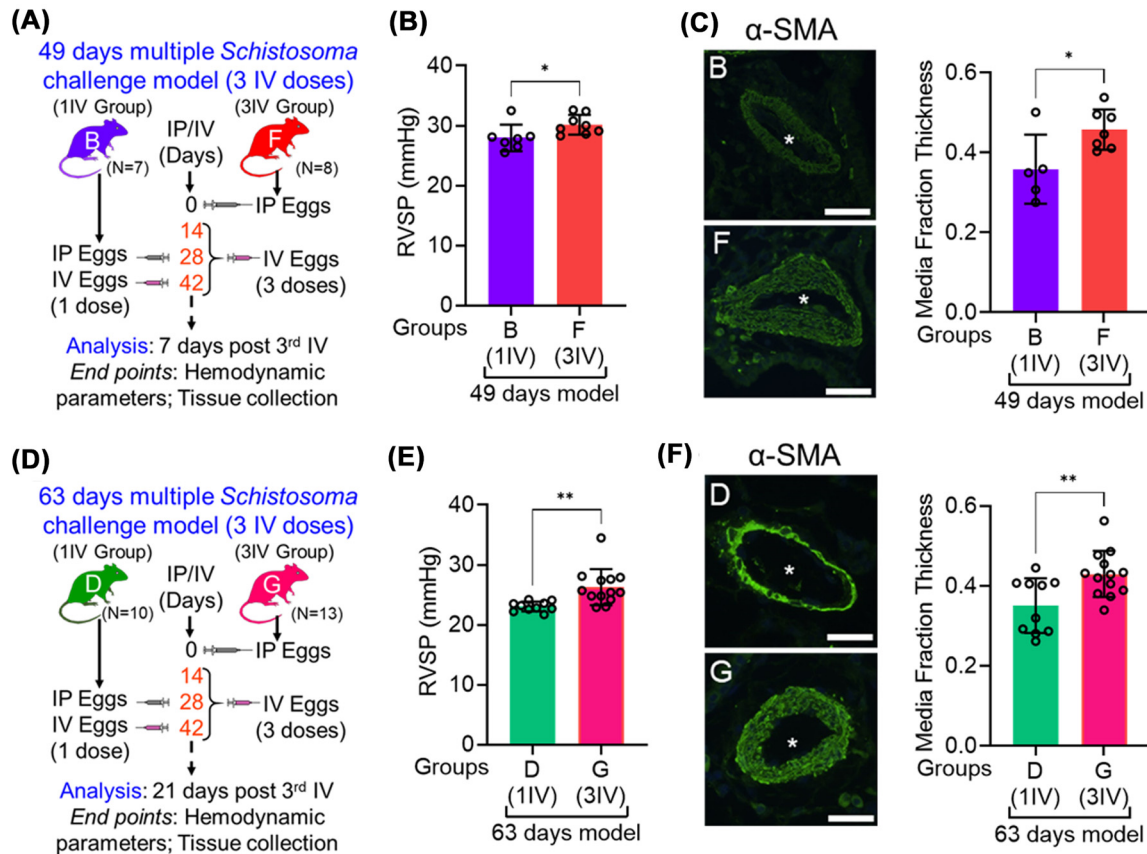 (A)
49 days multiple Schistosoma
challenge model (3 IV doses)
(1IV Group)
(3IV Group)
B
IP/IV
(Days)
F
(N=7)
(N=8)
0
IP Eggs
14
IP Eggs
28
IV Eggs
IV Eggs
42
(3 doses)
(1 dose)
Analysis: 7 days post 3rd IV
End points: Hemodynamic
parameters; Tissue collection
(B)
RVSP (mmHg)
40
30
20
10
0
*
Groups
B
F
(1IV)
(3IV)
49 days model
(C)
α-SMA
B
*
F
*
Media Fraction Thickness
0.6
0.4
0.2
0.0
*
Groups
B
F
(1IV)
(3IV)
49 days model
(D)
63 days multiple Schistosoma
challenge model (3 IV doses)
(1IV Group)
(3IV Group)
D
IP/IV
(Days)
G
(N=10)
(N=13)
0
IP Eggs
14
IP Eggs
28
IV Eggs
IV Eggs
42
(3 doses)
(1 dose)
Analysis: 21 days post 3rd IV
End points: Hemodynamic
parameters; Tissue collection
(E)
RVSP (mmHg)
40
30
20
10
0
**
Groups
D
G
(1IV)
(3IV)
63 days model
(F)
α-SMA
D
*
G
*
Media Fraction Thickness
0.6
0.4
0.2
0.0
**
Groups
D
G
(1IV)
(3IV)
63 days model